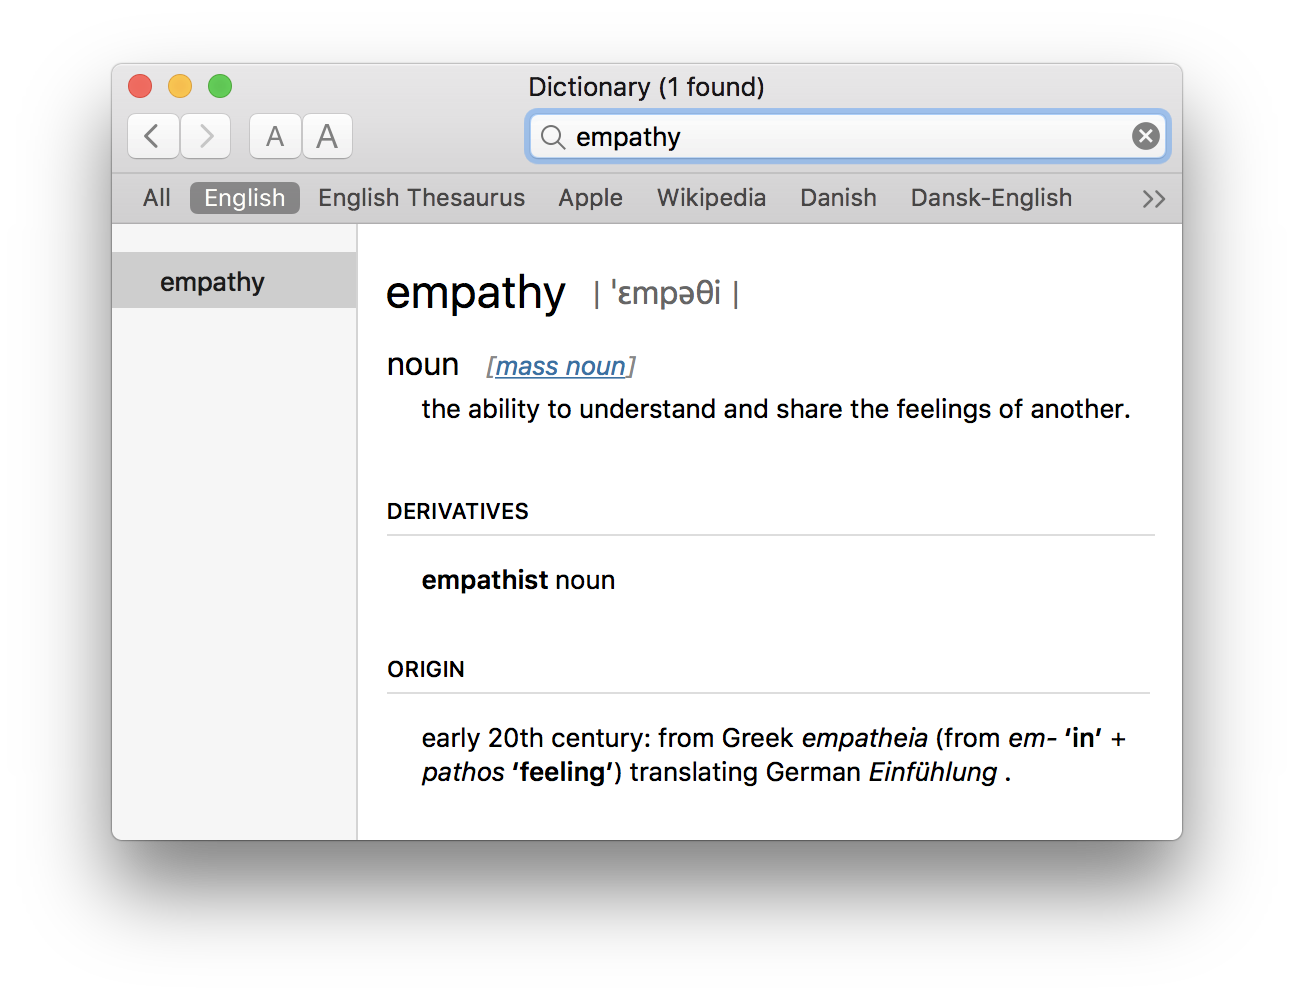 Dictionary (1 found)
A A
empathy
All English English Thesaurus Apple Wikipedia Danish Dansk-English
empathy
empathy | ˈɛmpəθi |
noun [mass noun]
the ability to understand and share the feelings of another.
DERIVATIVES
empathist noun
ORIGIN
early 20th century: from Greek empatheia (from em- ‘in’ +
pathos ‘feeling’) translating German Einfühlung .